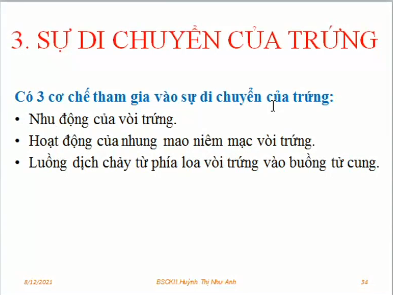 3. SỰ DI CHUYỂN CỦA TRỨNG
Có 3 cơ chế tham gia vào sự di chuyển của trứng:
• Nhu động của vòi trứng.
• Hoạt động của nhung mao niêm mạc vòi trứng.
• Luồng dịch chảy từ phía loa vòi trứng vào buồng tử cung.
8/12/2021 BSCKII.Huỳnh Thị Như Anh 34